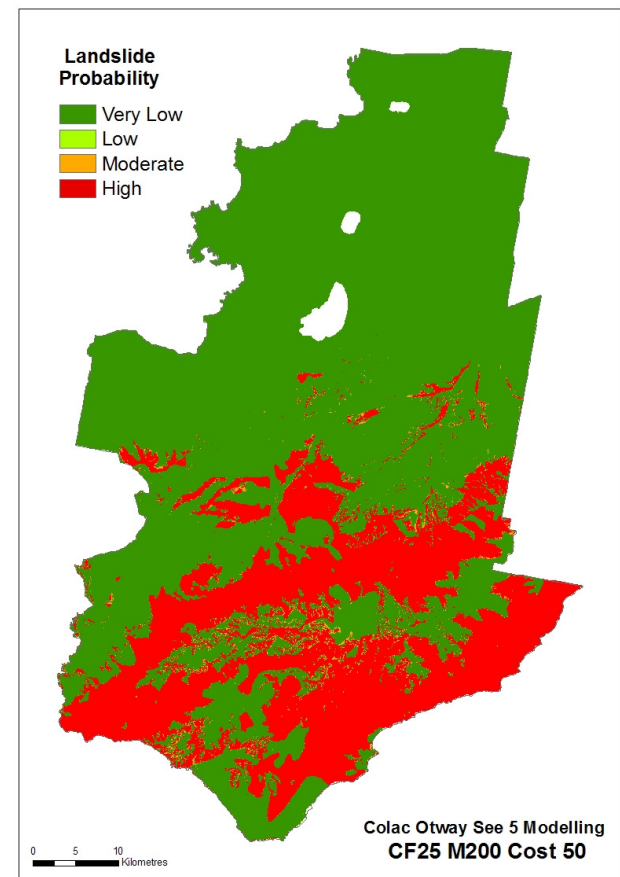 Landslide
Probability
Very Low
Low
Moderate
High
Colac Otway See 5 Modelling
CF25 M200 Cost 50
0 5 10
Kilometres